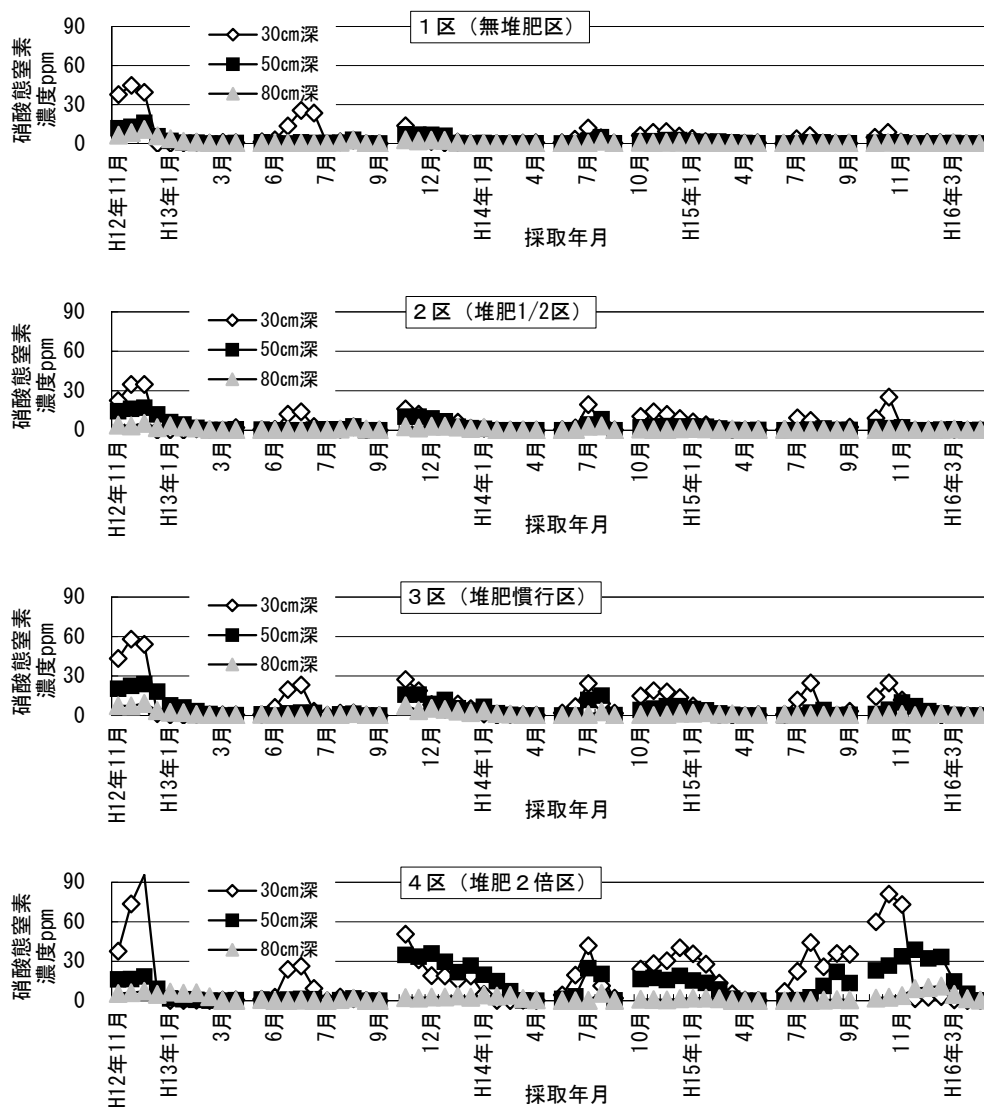 1区（無堆肥区）
硝酸態窒素
濃度ppm
90
60
30
0
30cm深
50cm深
80cm深
H12年11月
H13年1月
3月
6月
7月
9月
12月
H14年1月
4月
7月
10月
H15年1月
4月
7月
9月
11月
H16年3月
採取年月
2区（堆肥1/2区）
硝酸態窒素
濃度ppm
90
60
30
0
30cm深
50cm深
80cm深
H12年11月
H13年1月
3月
6月
7月
9月
12月
H14年1月
4月
7月
10月
H15年1月
4月
7月
9月
11月
H16年3月
採取年月
3区（堆肥慣行区）
硝酸態窒素
濃度ppm
90
60
30
0
30cm深
50cm深
80cm深
H12年11月
H13年1月
3月
6月
7月
9月
12月
H14年1月
4月
7月
10月
H15年1月
4月
7月
9月
11月
H16年3月
採取年月
4区（堆肥2倍区）
硝酸態窒素
濃度ppm
90
60
30
0
30cm深
50cm深
80cm深
H12年11月
H13年1月
3月
6月
7月
9月
12月
H14年1月
4月
7月
10月
H15年1月
4月
7月
9月
11月
H16年3月
採取年月